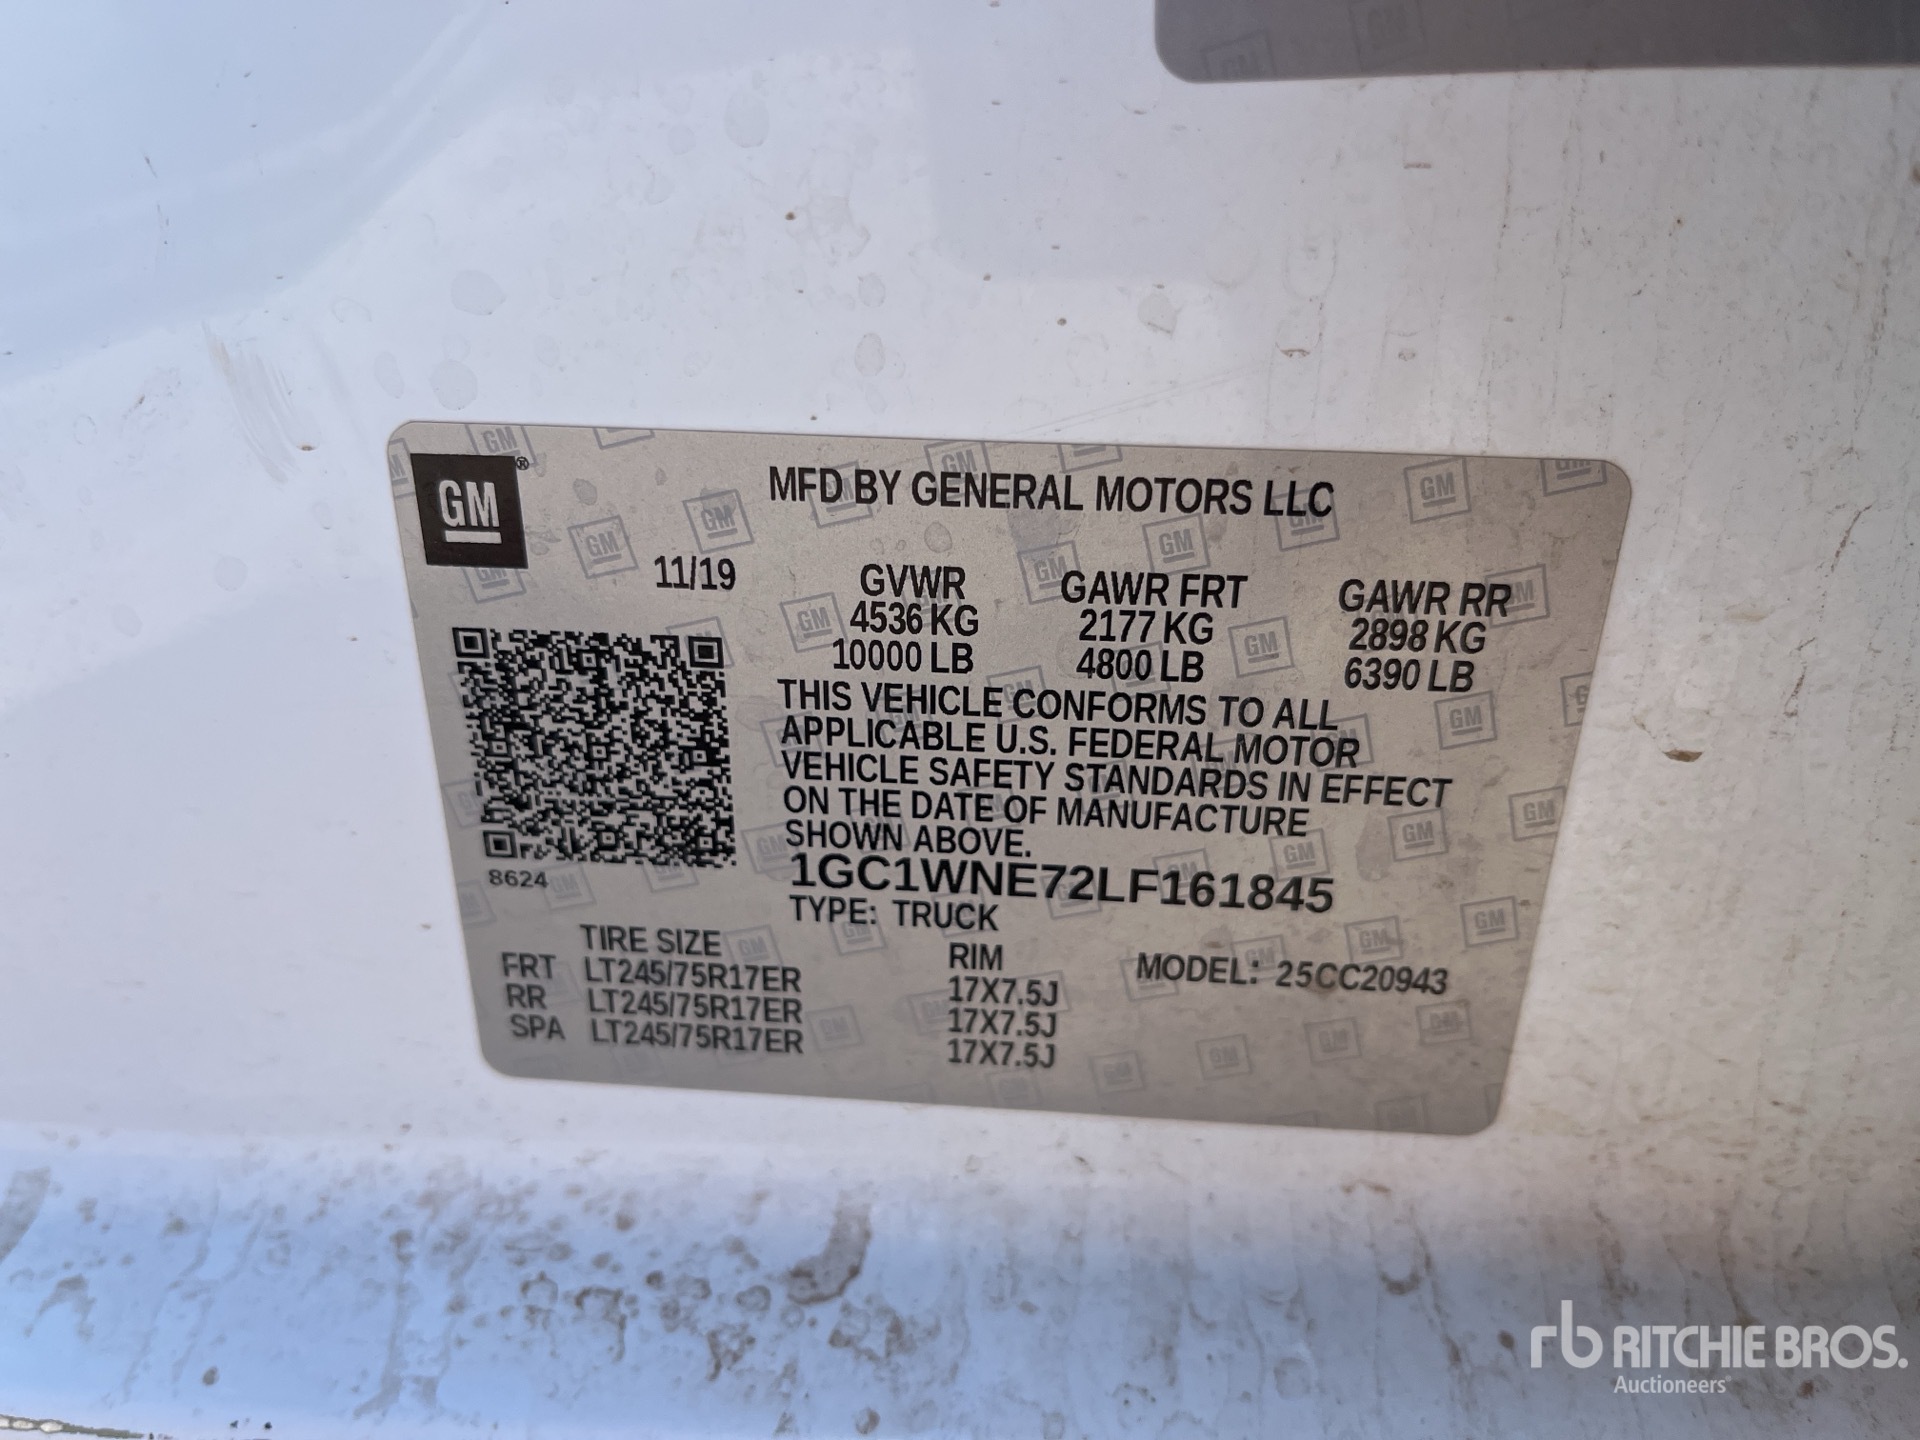 GM®
MFD BY GENERAL MOTORS LLC
11/19 GVWR GAWR FRT GAWR RR
4536 KG 2177 KG 2898 KG
10000 LB 4800 LB 6390 LB
THIS VEHICLE CONFORMS TO ALL
APPLICABLE U.S. FEDERAL MOTOR
VEHICLE SAFETY STANDARDS IN EFFECT
ON THE DATE OF MANUFACTURE
SHOWN ABOVE.
8624 1GC1WNE72LF161845
TYPE: TRUCK
TIRE SIZE RIM MODEL: 25CC20943
FRT LT245/75R17ER 17X7.5J
RR LT245/75R17ER 17X7.5J
SPA LT245/75R17ER 17X7.5J
rb RITCHIE BROS.
Auctioneers